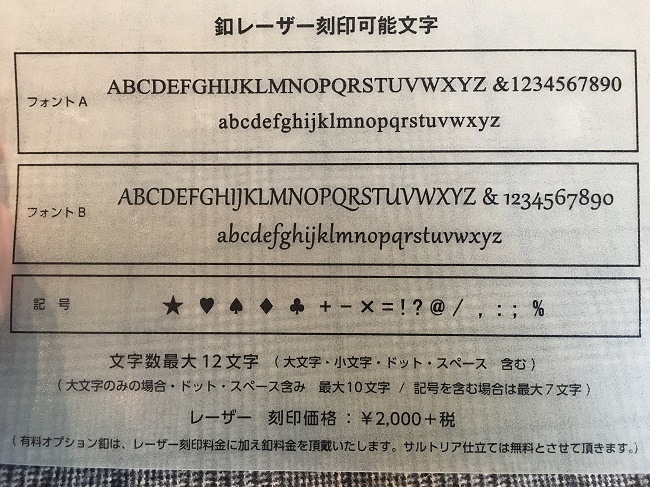 釦レーザー刻印可能文字
フォントA
ABCDEFGHIJKLMNOPQRSTUVWXYZ &1234567890
abcdefghijklmnopqrstuvwxyz
フォントB
ABCDEFGHIJKLMNOPQRSTUVWXYZ & 1234567890
abcdefghijklmnopqrstuvwxyz
記 号 ★ ♥ ♠ ♦ ♣ + − × = ! ? @ / , : ; %
文字数最大12文字 (大文字・小文字・ドット・スペース 含む)
(大文字のみの場合・ドット・スペース含み 最大10文字 / 記号を含む場合は最大7文字)
レーザー 刻印価格:¥2,000+税
(有料オプション釦は、レーザー刻印料金に加え釦料金を頂戴いたします。サルトリア仕立ては無料とさせて頂きます。)